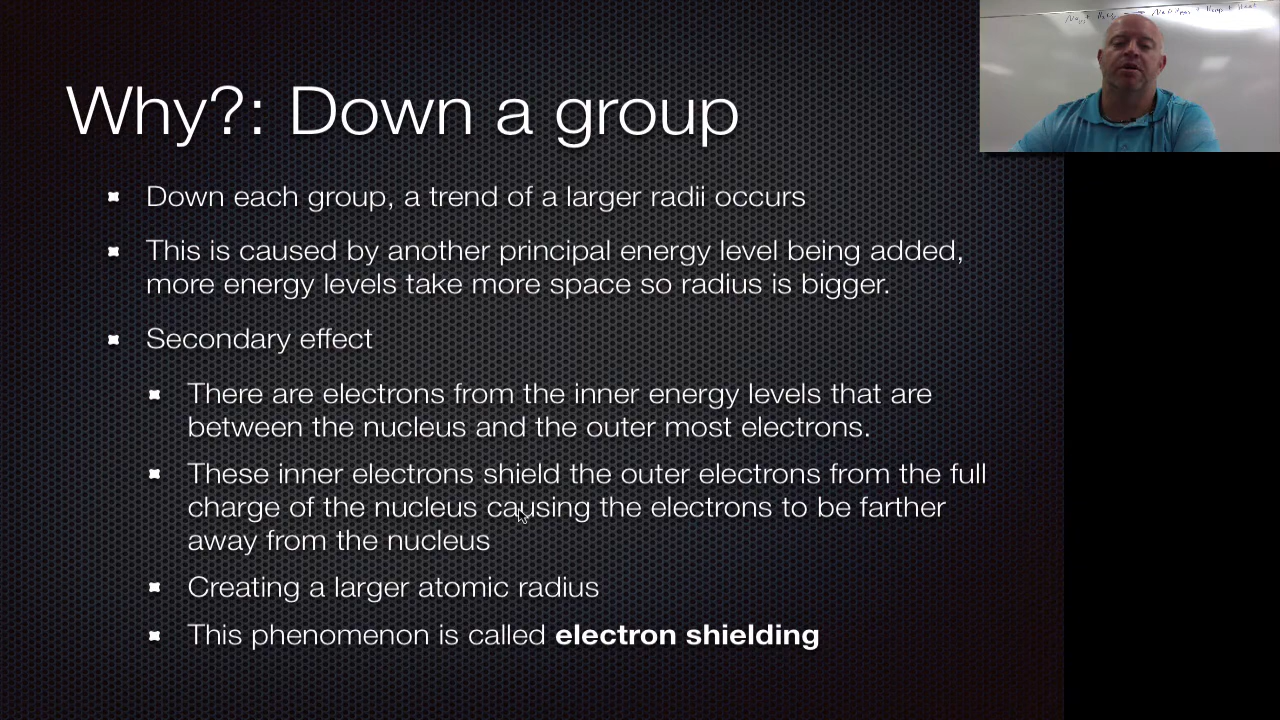 Why?: Down a group
Down each group, a trend of a larger radii occurs
This is caused by another principal energy level being added,
more energy levels take more space so radius is bigger.
Secondary effect
There are electrons from the inner energy levels that are
between the nucleus and the outer most electrons.
These inner electrons shield the outer electrons from the full
charge of the nucleus causing the electrons to be farther
away from the nucleus
Creating a larger atomic radius
This phenomenon is called electron shielding